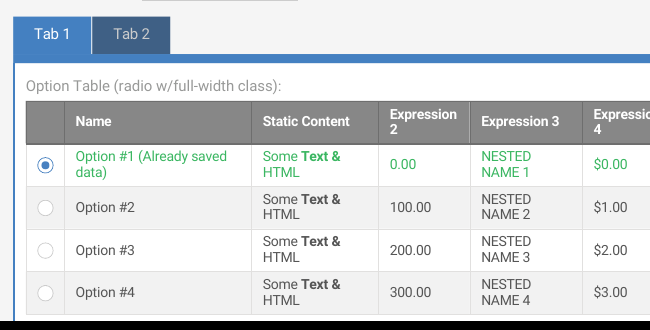 Tab 1 Tab 2
Option Table (radio w/full-width class):
Name Static Content Expression 2 Expression 3 4
Option #1 (Already saved data) Some Text & HTML 0.00 NESTED NAME 1 $0.00
Option #2 Some Text & HTML 100.00 NESTED NAME 2 $1.00
Option #3 Some Text & HTML 200.00 NESTED NAME 3 $2.00
Option #4 Some Text & HTML 300.00 NESTED NAME 4 $3.00